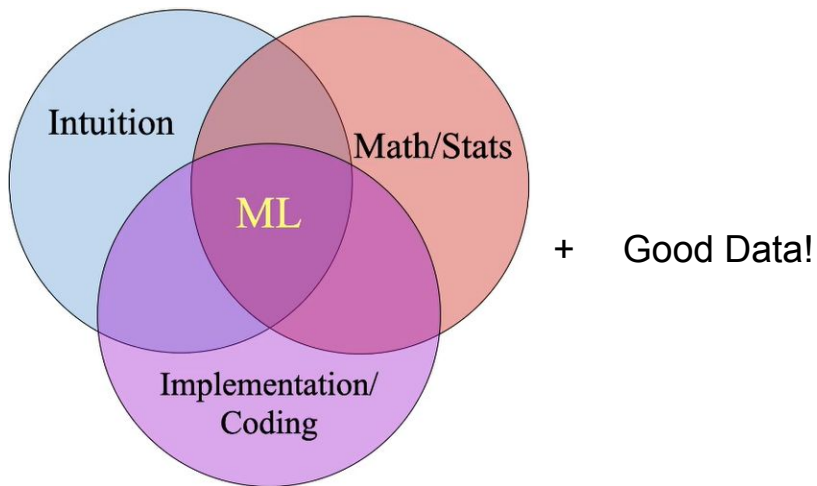 Intuition
Math/Stats
ML
+ Good Data!
Implementation/
Coding